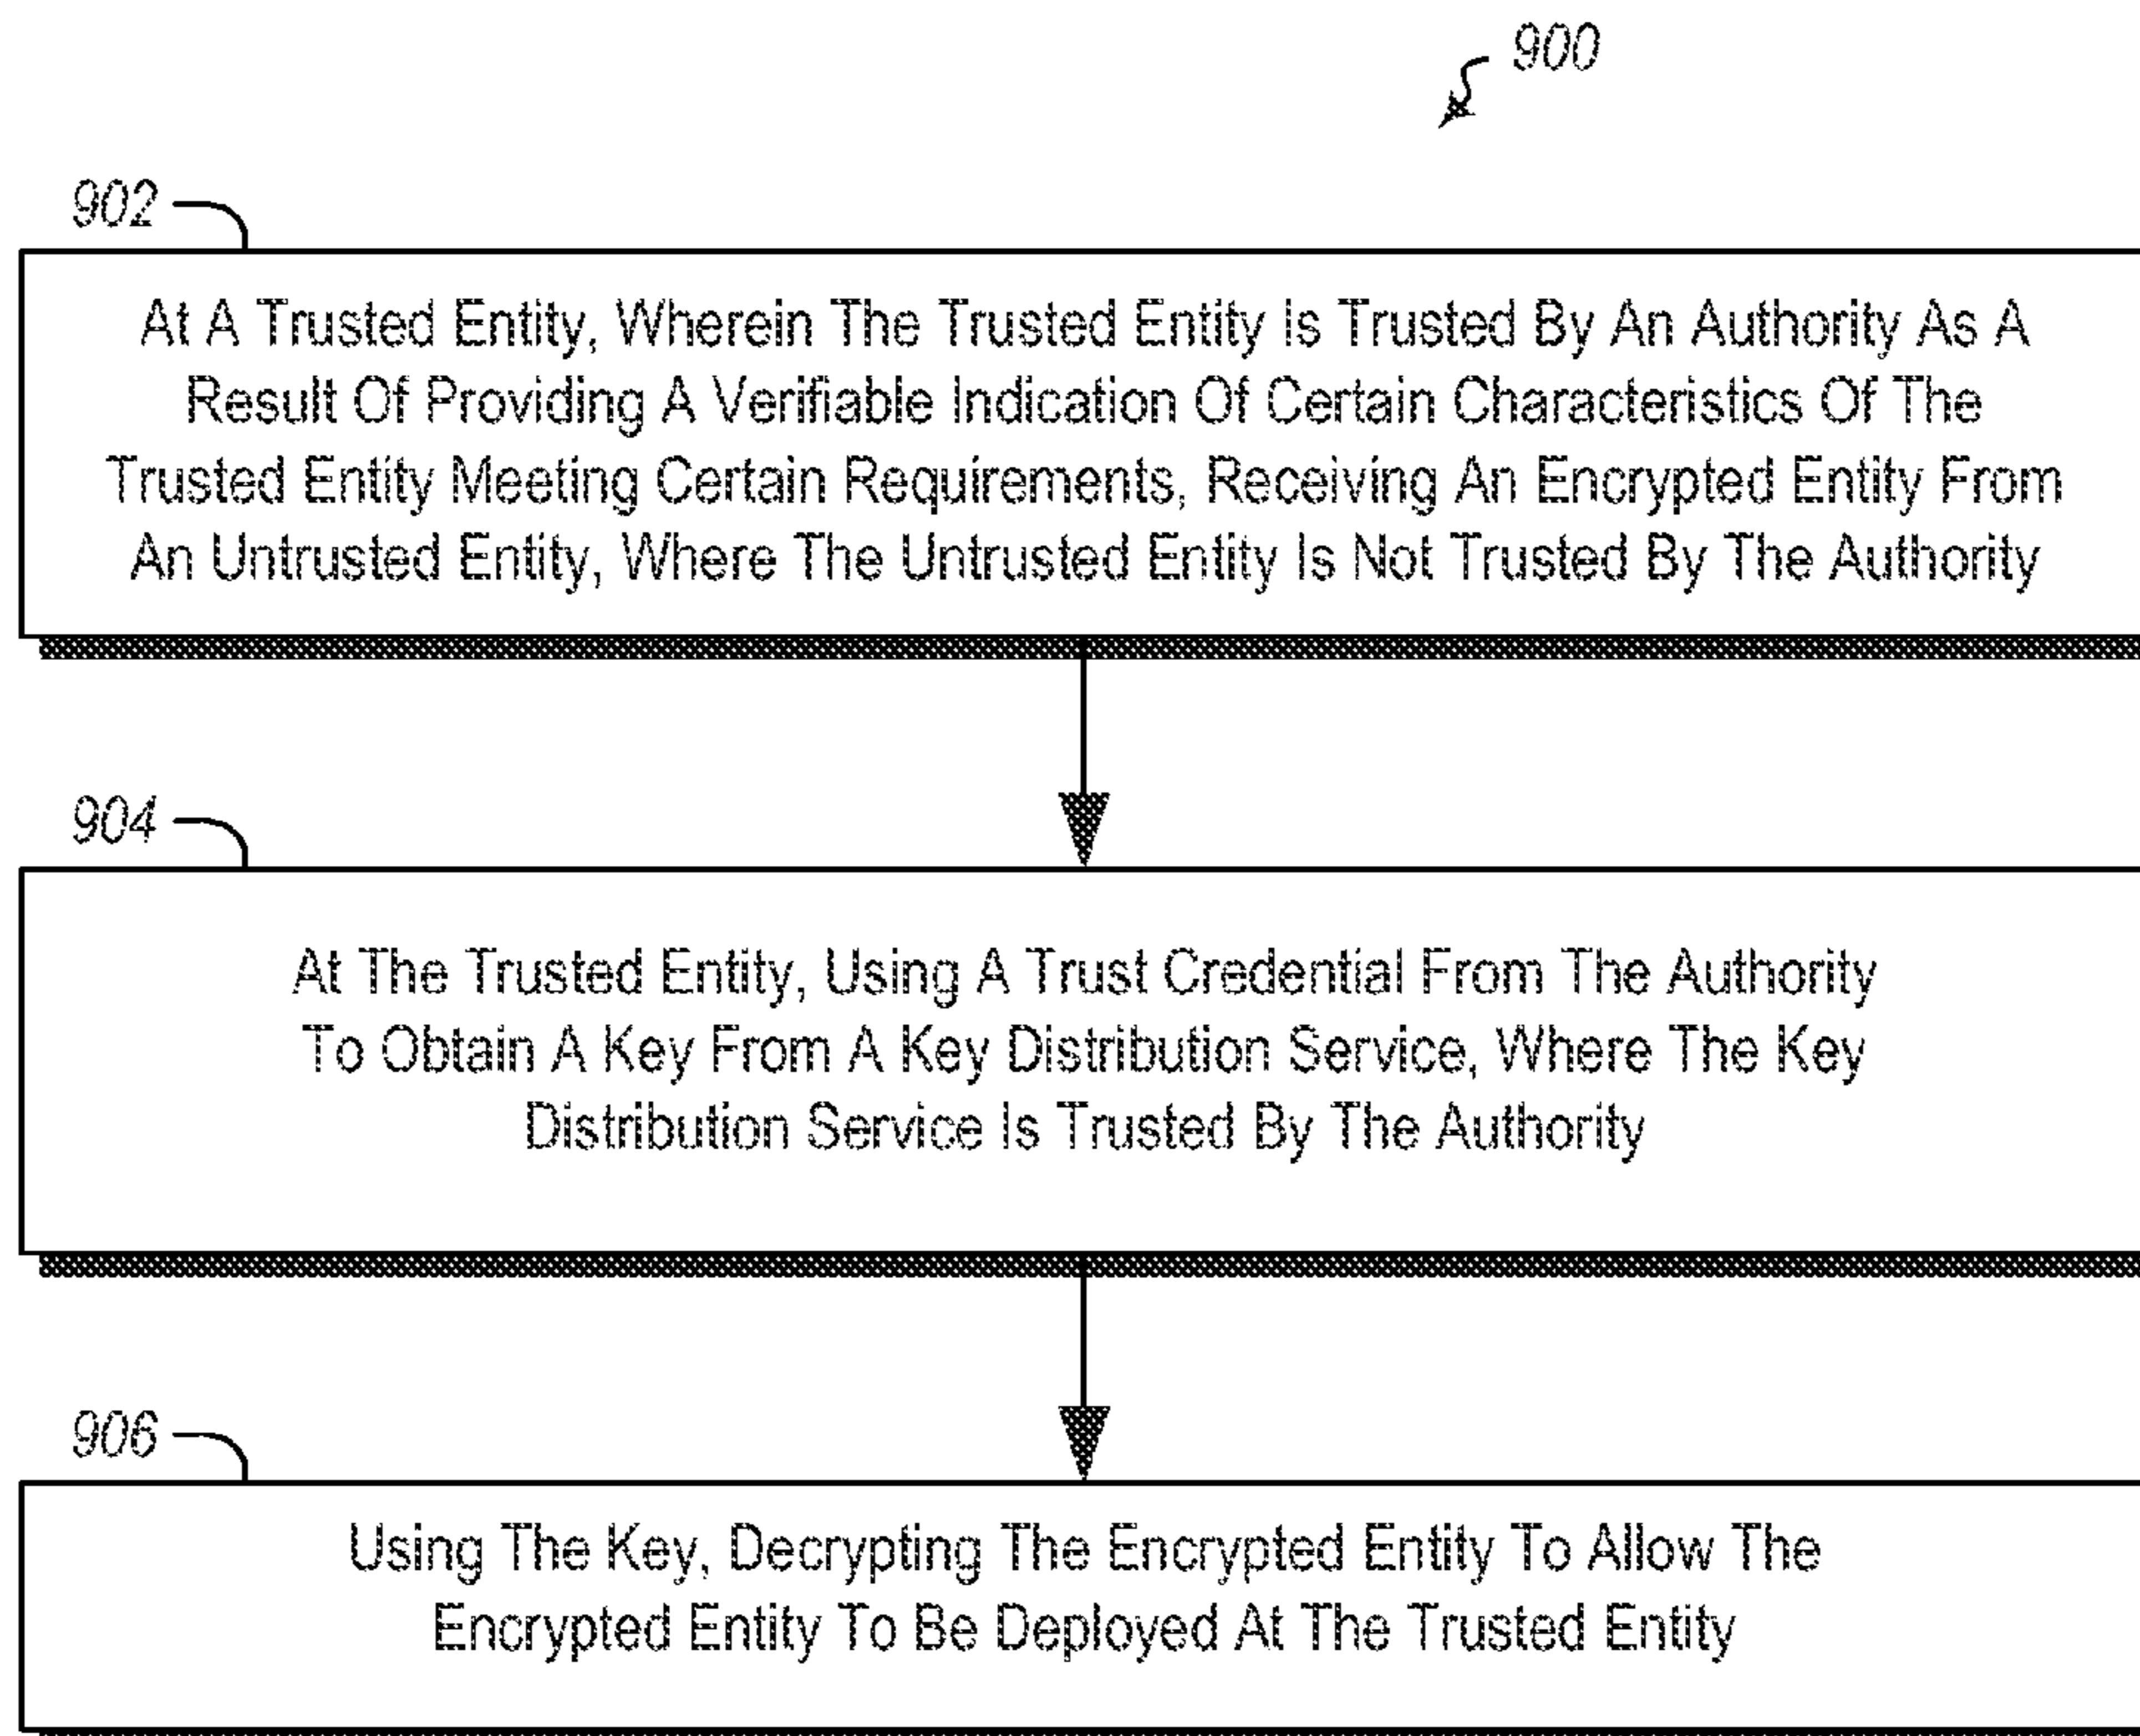 900
902
At A Trusted Entity, Wherein The Trusted Entity Is Trusted By An Authority As A
Result Of Providing A Verifiable Indication Of Certain Characteristics Of The
Trusted Entity Meeting Certain Requirements, Receiving An Encrypted Entity From
An Untrusted Entity, Where The Untrusted Entity Is Not Trusted By The Authority
904
At The Trusted Entity, Using A Trust Credential From The Authority
To Obtain A Key From A Key Distribution Service, Where The Key
Distribution Service Is Trusted By The Authority
906
Using The Key, Decrypting The Encrypted Entity To Allow The
Encrypted Entity To Be Deployed At The Trusted Entity